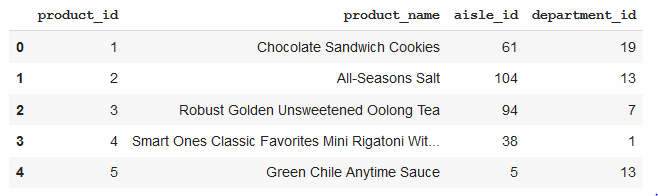 product_id product_name aisle_id department_id
0 1 Chocolate Sandwich Cookies 61 19
1 2 All-Seasons Salt 104 13
2 3 Robust Golden Unsweetened Oolong Tea 94 7
3 4 Smart Ones Classic Favorites Mini Rigatoni Wit... 38 1
4 5 Green Chile Anytime Sauce 5 13